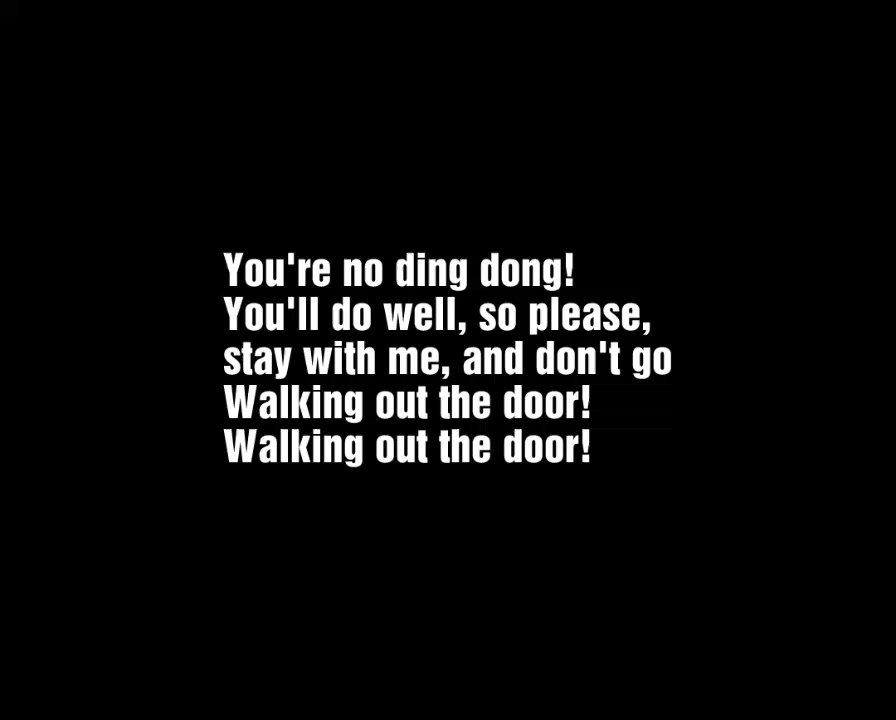 You're no ding dong!
You'll do well, so please,
stay with me, and don't go
Walking out the door!
Walking out the door!